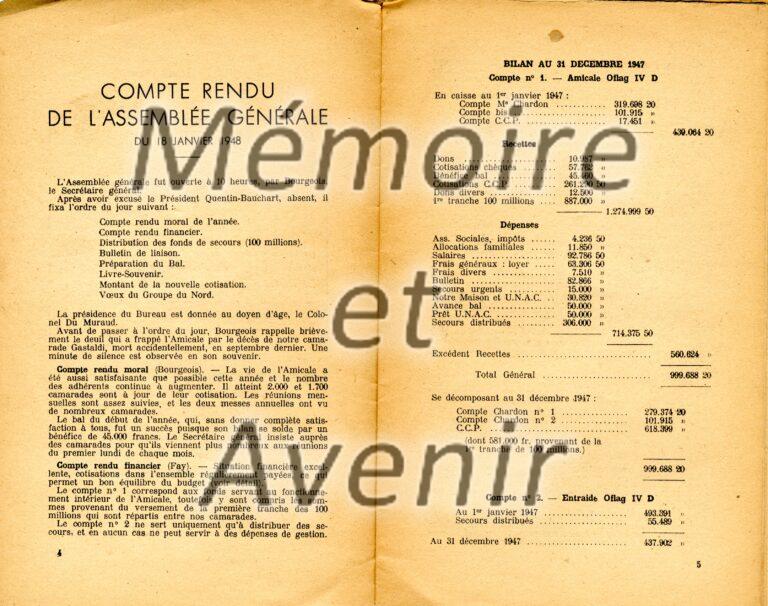 COMPTE RENDU
DE L'ASSEMBLÉE GÉNÉRALE
DU 18 JANVIER 1948
L'Assemblée générale fut ouverte à 10 heures, par Bourgeois,
le Secrétaire général.
Après avoir excusé le Président Quentin-Bauchart, absent, il
fixa l'ordre du jour suivant :
Compte rendu moral de l'année.
Compte rendu financier.
Distribution des fonds de secours (100 millions).
Bulletin de liaison.
Préparation du Bal.
Livre-Souvenir.
Montant de la nouvelle cotisation.
Vœux du Groupe du Nord.
La présidence du Bureau est donnée au doyen d'âge, le Colo-
nel Du Muraud.
Avant de passer à l'ordre du jour, Bourgeois rappelle briève-
ment le deuil qui a frappé l'Amicale par le décès de notre cama-
rade Gastaldi, mort accidentellement, en septembre dernier. Une
minute de silence est observée en son souvenir.
Compte rendu moral (Bourgeois). — La vie de l'Amicale a
été aussi satisfaisante que possible cette année et le nombre
des adhérents continue à augmenter. Il atteint 2.000 et 1.700
camarades sont à jour de leur cotisation. Les réunions men-
suelles sont assez suivies, et les deux messes annuelles ont vu
de nombreux camarades.
Le bal du début de l'année, qui, sans donner complète satis-
faction à tous, fut un succès puisque son bilan se solde par un
bénéfice de 45.000 francs. Le Secrétaire général insiste auprès
des camarades pour qu'ils viennent plus nombreux aux réunions
du premier lundi de chaque mois.
Compte rendu financier (Fay). — Situation financière excel-
lente, cotisations dans l'ensemble régulièrement payées, ce qui
permet un bon équilibre du budget (voir détail).
Le compte n° 1 correspond aux fonds servant au fonctionne-
ment intérieur de l'Amicale, toutefois y sont compris les som-
mes provenant du versement de la première tranche des 100
millions qui sont répartis entre nos camarades.
Le compte n° 2 ne sert uniquement qu'à distribuer des se-
cours, et en aucun cas ne peut servir à des dépenses de gestion.
4
BILAN AU 31 DECEMBRE 1947
Compte n° 1. — Amicale Oflag IV D
En caisse au 1er janvier 1947 :
Compte Me Chardon ........... 319.698 20
Compte bis ........... 101.915 »
Compte C.C.P. ........... 17.451 »
439.064 20
Recettes
Dons ........... 10.987 »
Cotisations chèques ........... 57.762 »
Bénéfice bal ........... 45.460 »
Cotisations C.C.P. ........... 261.290 50
Dons divers ........... 12.500 »
1re tranche 100 millions ... 887.000 »
1.274.999 50
Dépenses
Ass. Sociales, impôts ...... 4.236 50
Allocations familiales ...... 11.850 »
Salaires ........... 92.786 50
Frais généraux : loyer ..... 63.306 50
Frais divers ........... 7.510 »
Bulletin ........... 82.866 »
Secours urgents ........... 15.000 »
Notre Maison et U.N.A.C. .. 30.820 »
Avance bal ........... 50.000 »
Prêt U.N.A.C. ........... 50.000 »
Secours distribués ........... 306.000 »
714.375 50
Excédent Recettes ........... 560.624 »
Total Général ........... 999.688 20
Se décomposant au 31 décembre 1947 :
Compte Chardon n° 1 ........... 279.374 20
Compte Chardon n° 2 ........... 101.915 »
C.C.P. ........... 618.399 »
(dont 581.000 fr. provenant de la
1re tranche de 100 millions.)
999.688 20
Compte n° 2. — Entraide Oflag IV D
Au 1er janvier 1947 ........... 493.391 »
Secours distribués ........... 55.489 »
Au 31 décembre 1947 ........... 437.902 »
5
Mémoire
et
Avenir